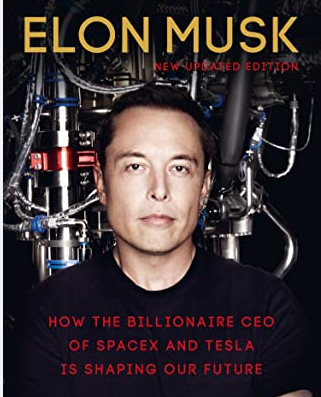 ELON MUSK
NEW UPDATED EDITION
HOW THE BILLIONAIRE CEO
OF SPACEX AND TESLA
IS SHAPING OUR FUTURE